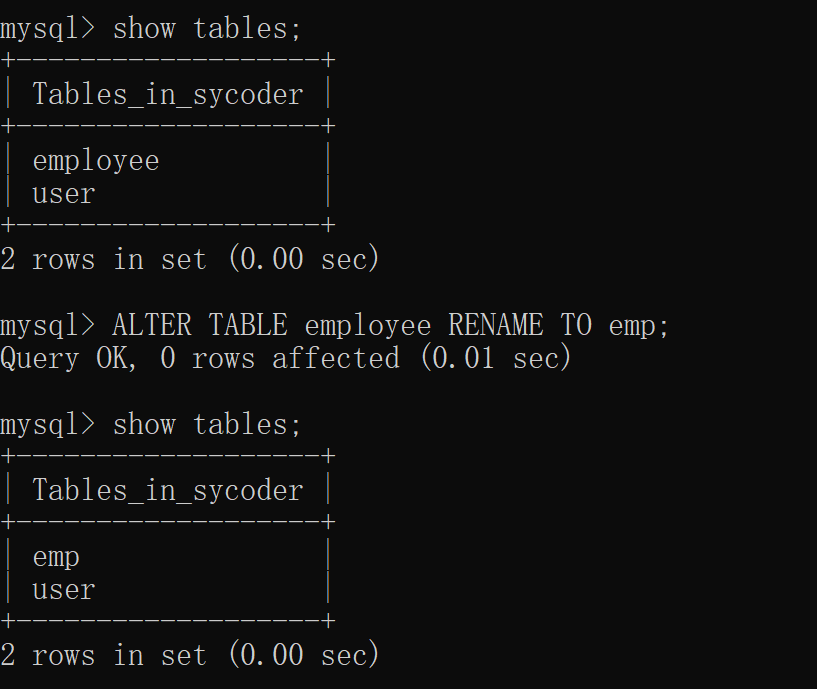 mysql> show tables;
+-------------------+
| Tables_in_sycoder |
+-------------------+
| employee          |
| user              |
+-------------------+
2 rows in set (0.00 sec)
mysql> ALTER TABLE employee RENAME TO emp;
Query OK, 0 rows affected (0.01 sec)
mysql> show tables;
+-------------------+
| Tables_in_sycoder |
+-------------------+
| emp               |
| user              |
+-------------------+
2 rows in set (0.00 sec)